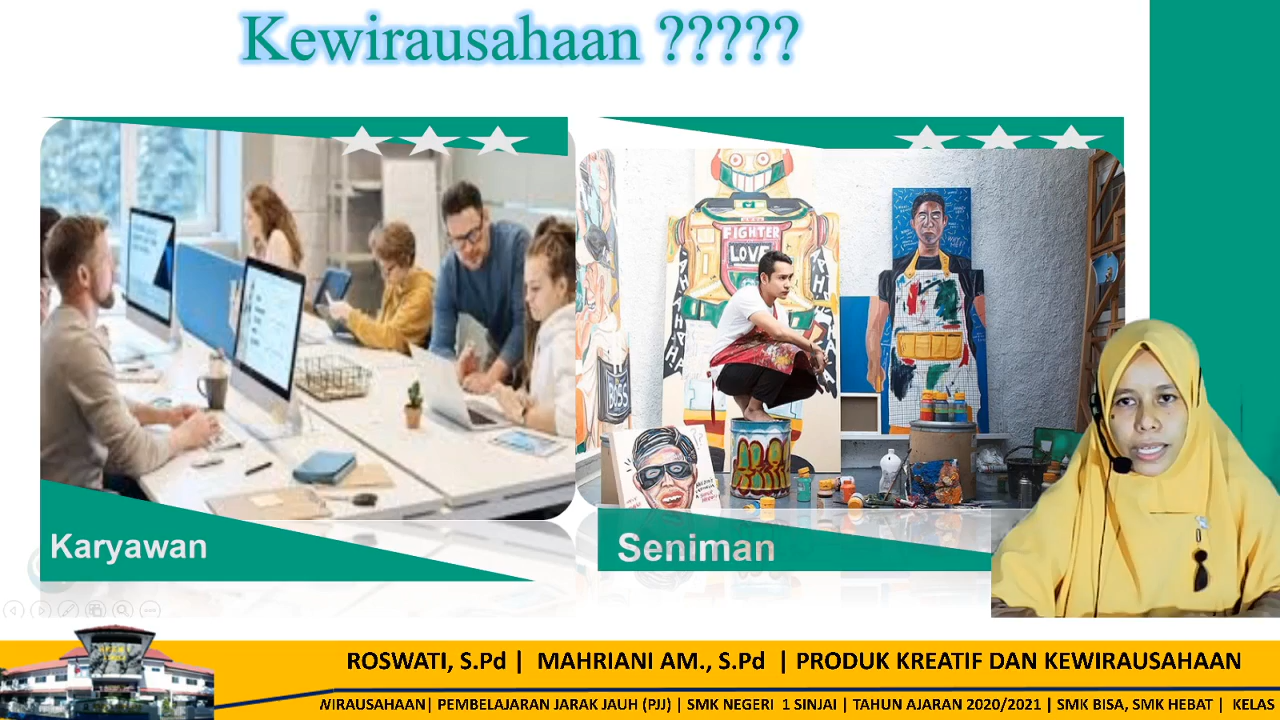 Kewirausahaan ?????
FIGHTER
LOVE
BOSS
Karyawan
Seniman
ROSWATI, S.Pd | MAHRIANI AM., S.Pd | PRODUK KREATIF DAN KEWIRAUSAHAAN
WIRAUSAHAAN| PEMBELAJARAN JARAK JAUH (PJJ) | SMK NEGERI 1 SINJAI | TAHUN AJARAN 2020/2021 | SMK BISA, SMK HEBAT | KELAS